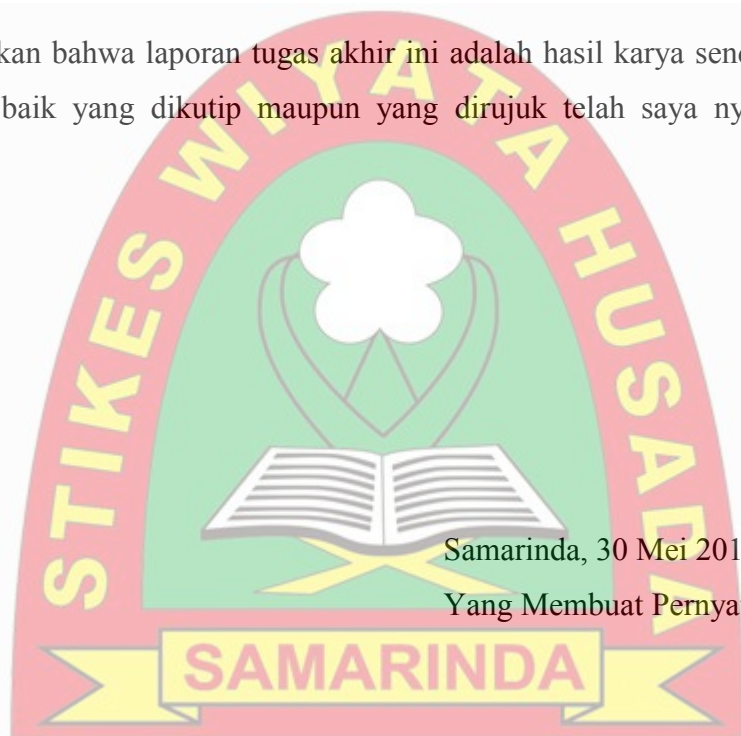 kan bahwa laporan tugas akhir ini adalah hasil karya send
baik yang dikutip maupun yang dirujuk telah saya ny
STIKES WIYATA HUSADA
Samarinda, 30 Mei 201
Yang Membuat Pernya
SAMARINDA